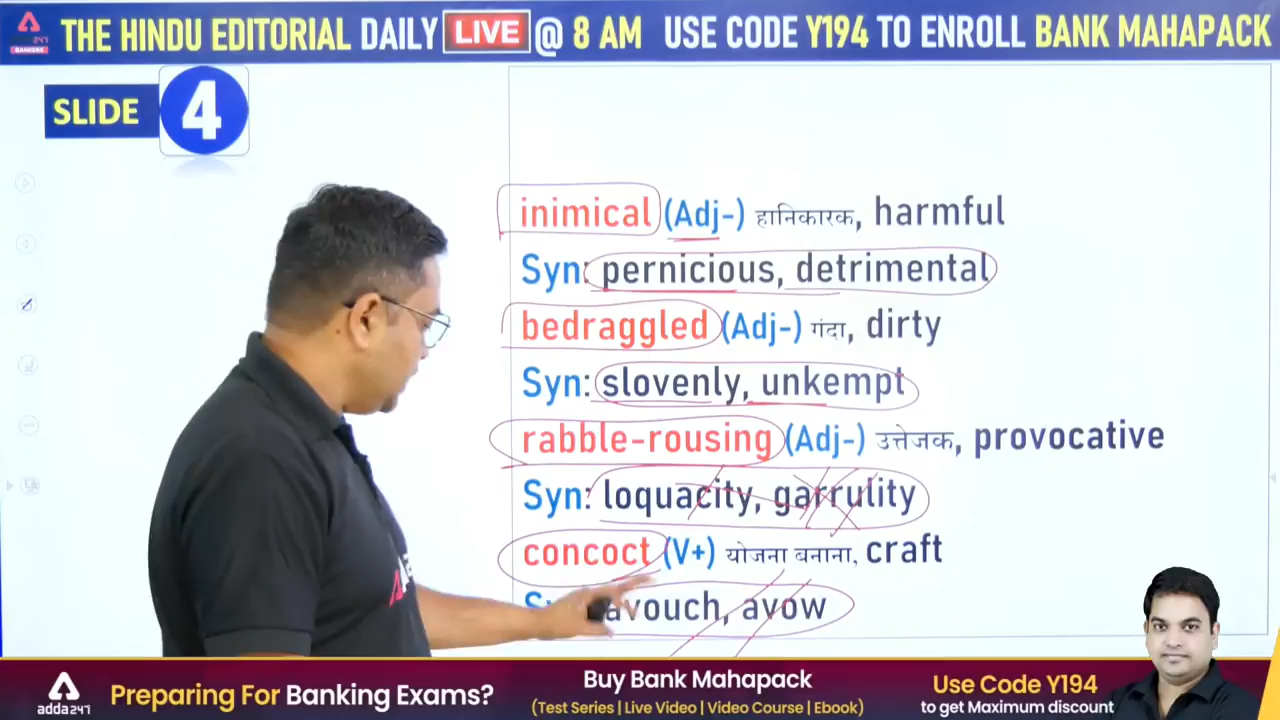 247
BANKERS
THE HINDU EDITORIAL DAILY LIVE @ 8 AM USE CODE Y194 TO ENROLL BANK MAHAPACK
SLIDE 4
inimical (Adj-) हानिकारक, harmful
Syn: pernicious, detrimental
bedraggled (Adj-) गंदा, dirty
Syn: slovenly, unkempt
rabble-rousing (Adj-) उत्तेजक, provocative
Syn: loquacity, garrulity
concoct (V+) योजना बनाना, craft
avouch, avow
adda247
Preparing For Banking Exams?
Buy Bank Mahapack
(Test Series | Live Video | Video Course | Ebook)
Use Code Y194
to get Maximum discount